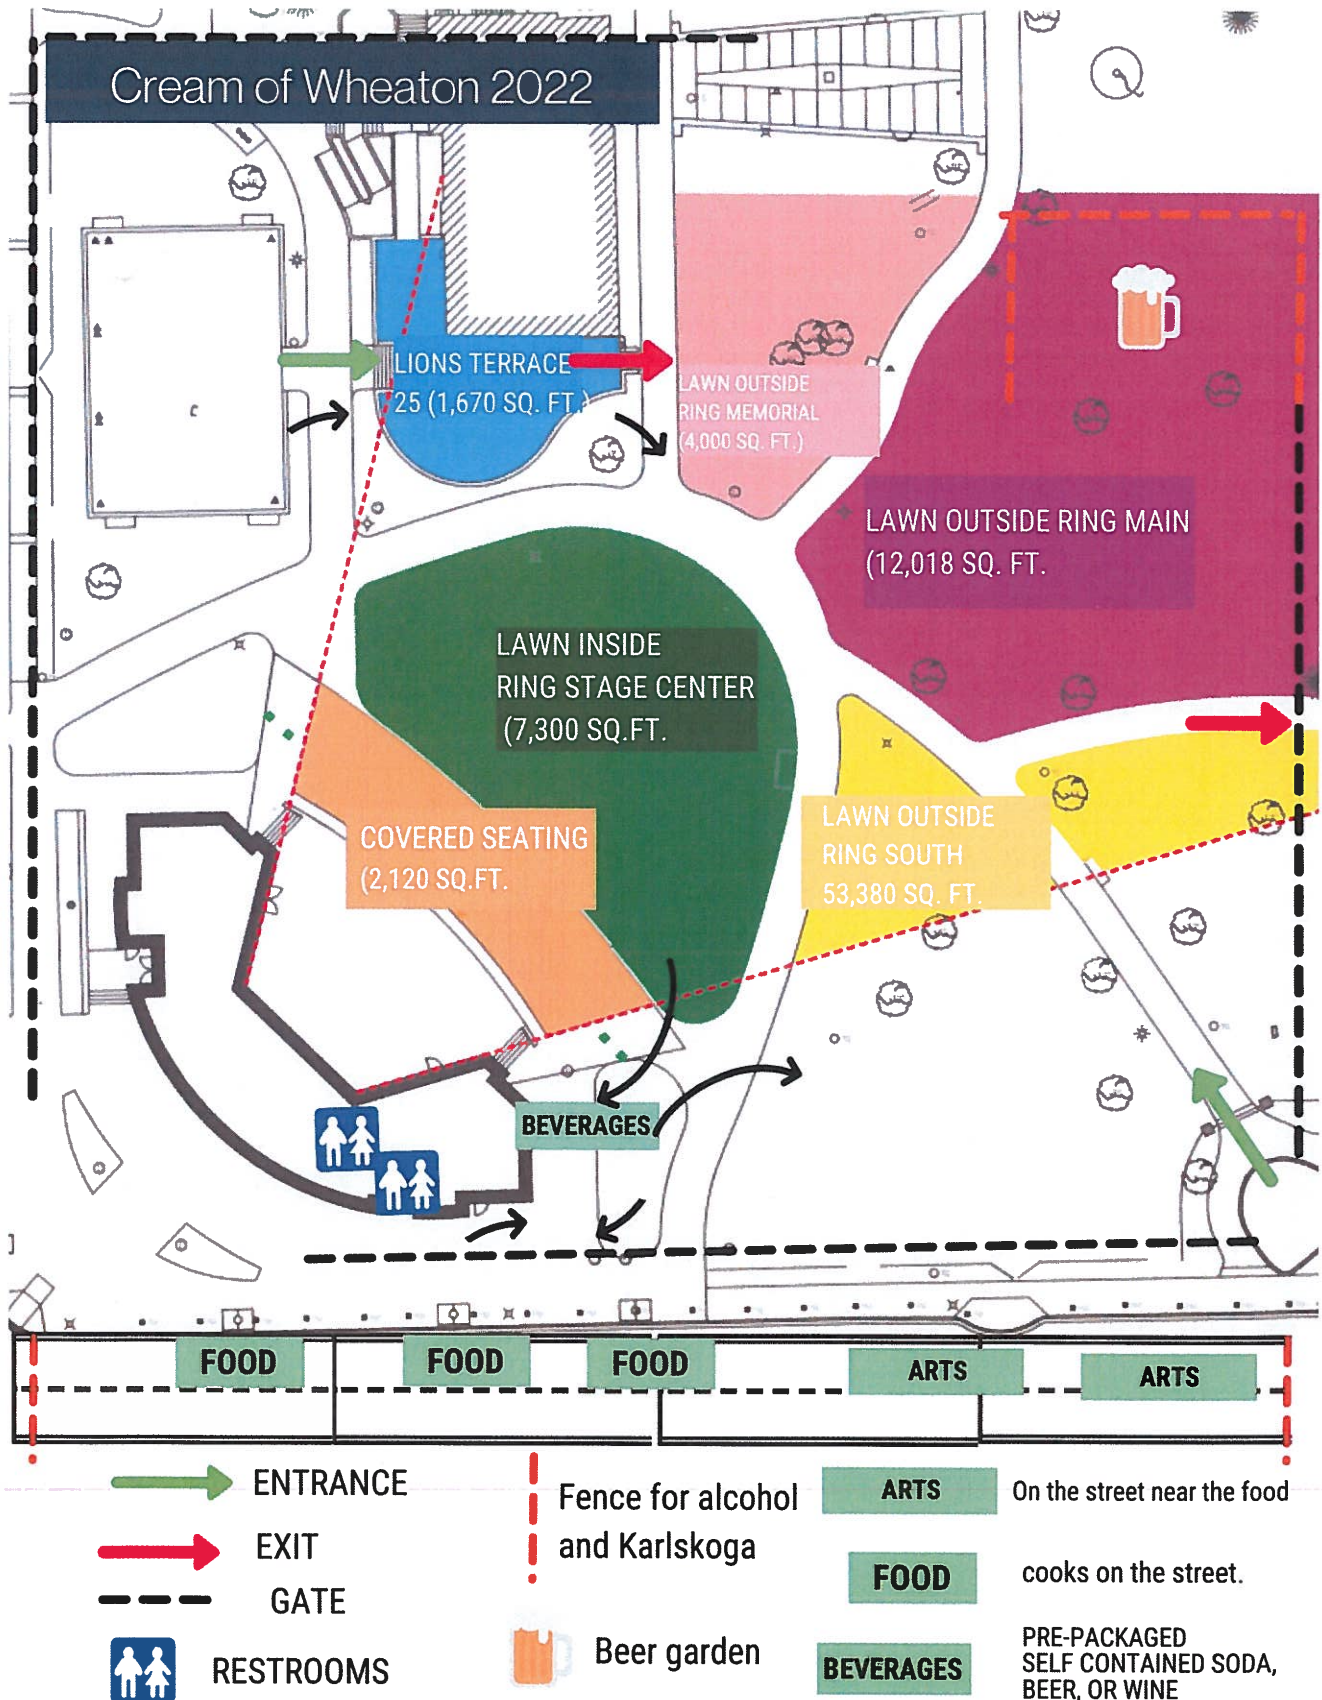 Cream of Wheaton 2022
LIONS TERRACE
25 (1,670 SQ. FT.)
LAWN OUTSIDE
RING MEMORIAL
(4,000 SQ. FT.)
LAWN OUTSIDE RING MAIN
(12,018 SQ. FT.
LAWN INSIDE
RING STAGE CENTER
(7,300 SQ.FT.
COVERED SEATING
(2,120 SQ.FT.
LAWN OUTSIDE
RING SOUTH
53,380 SQ. FT.
BEVERAGES
FOOD
FOOD
FOOD
ARTS
ARTS
ENTRANCE
EXIT
GATE
RESTROOMS
Fence for alcohol
and Karlskoga
Beer garden
ARTS
On the street near the food
FOOD
cooks on the street.
BEVERAGES
PRE-PACKAGED
SELF CONTAINED SODA,
BEER, OR WINE